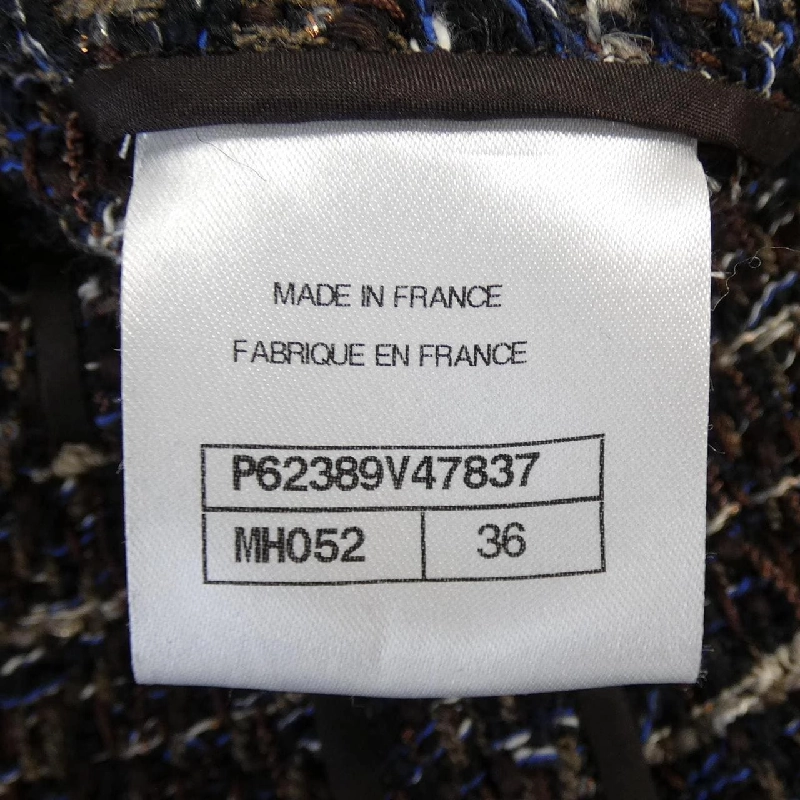 MADE IN FRANCE
FABRIQUE EN FRANCE
P62389V47837
MH052 36